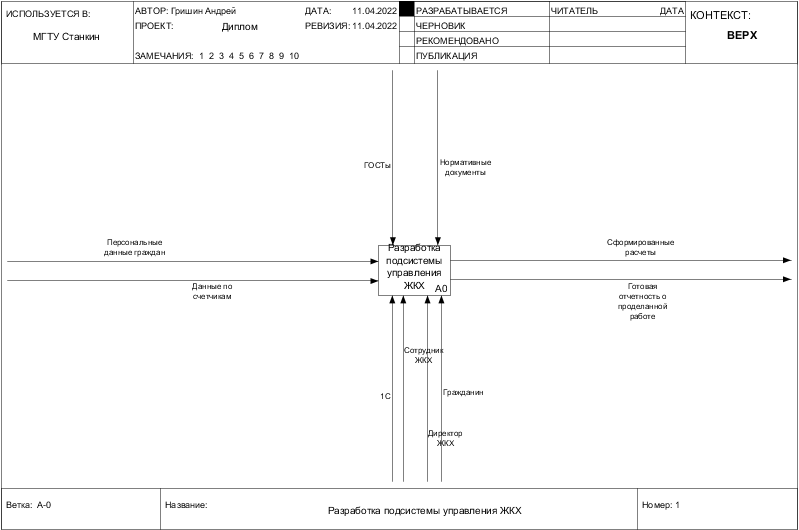 ИСПОЛЬЗУЕТСЯ В:
МГТУ Станкин
АВТОР: Гришин Андрей
ДАТА: 11.04.2022
ПРОЕКТ: Диплом
РЕВИЗИЯ: 11.04.2022
ЗАМЕЧАНИЯ: 1 2 3 4 5 6 7 8 9 10
РАЗРАБАТЫВАЕТСЯ
ЧЕРНОВИК
РЕКОМЕНДОВАНО
ПУБЛИКАЦИЯ
ЧИТАТЕЛЬ ДАТА
КОНТЕКСТ:
ВЕРХ
ГОСТы
Нормативные
документы
Персональные
данные граждан
Данные по
счетчикам
Разработка
подсистемы
управления
ЖКХ
A0
Сформированные
расчеты
Готовая
отчетность о
проделанной
работе
Сотрудник
ЖКХ
1С
Гражданин
Директор
ЖКХ
Ветка: A-0
Название:
Разработка подсистемы управления ЖКХ
Номер: 1